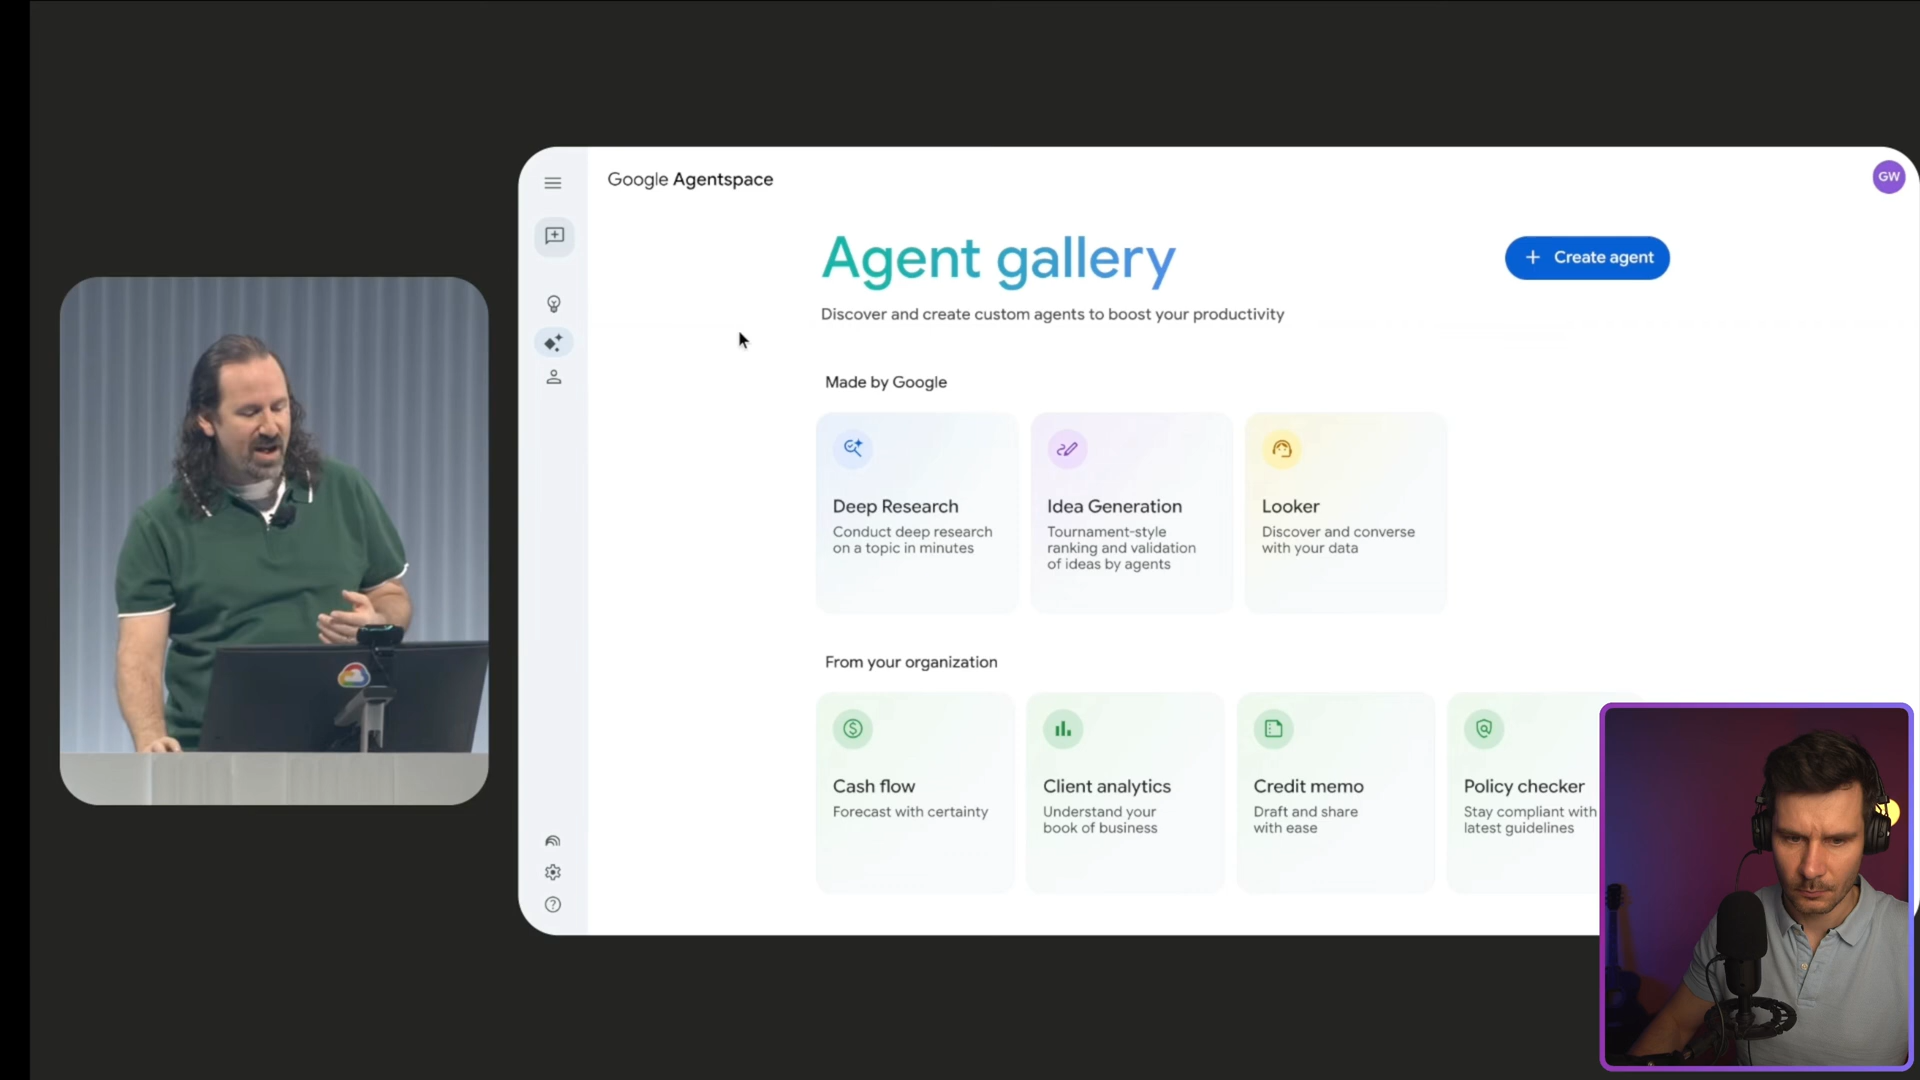 Google Agentspace
GW
Agent gallery
+ Create agent
Discover and create custom agents to boost your productivity
Made by Google
Deep Research
Conduct deep research
on a topic in minutes
Idea Generation
Tournament-style
ranking and validation
of ideas by agents
Looker
Discover and converse
with your data
From your organization
Cash flow
Forecast with certainty
Client analytics
Understand your
book of business
Credit memo
Draft and share
with ease
Policy checker
Stay compliant with
latest guidelines